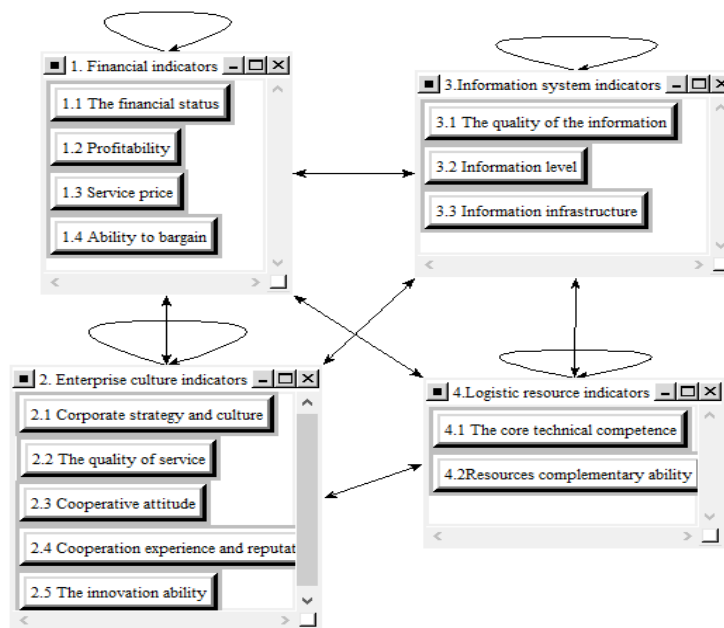 1. Financial indicators
1.1 The financial status
1.2 Profitability
1.3 Service price
1.4 Ability to bargain
3.Information system indicators
3.1 The quality of the information
3.2 Information level
3.3 Information infrastructure
2. Enterprise culture indicators
2.1 Corporate strategy and culture
2.2 The quality of service
2.3 Cooperative attitude
2.4 Cooperation experience and reputat
2.5 The innovation ability
4.Logistic resource indicators
4.1 The core technical competence
4.2Resources complementary ability